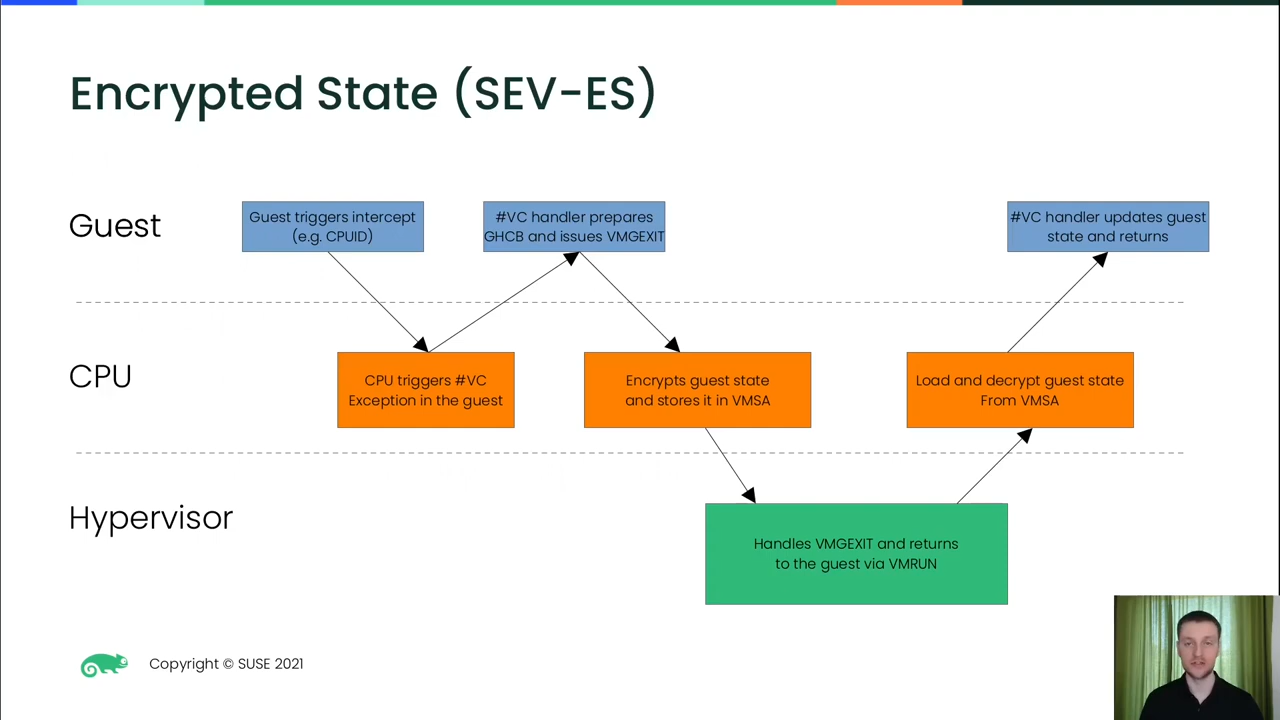 Encrypted State (SEV-ES)
Guest
Guest triggers intercept
(e.g. CPUID)
#VC handler prepares
GHCB and issues VMGEXIT
#VC handler updates guest
state and returns
CPU
CPU triggers #VC
Exception in the guest
Encrypts guest state
and stores it in VMSA
Load and decrypt guest state
From VMSA
Hypervisor
Handles VMGEXIT and returns
to the guest via VMRUN
Copyright © SUSE 2021